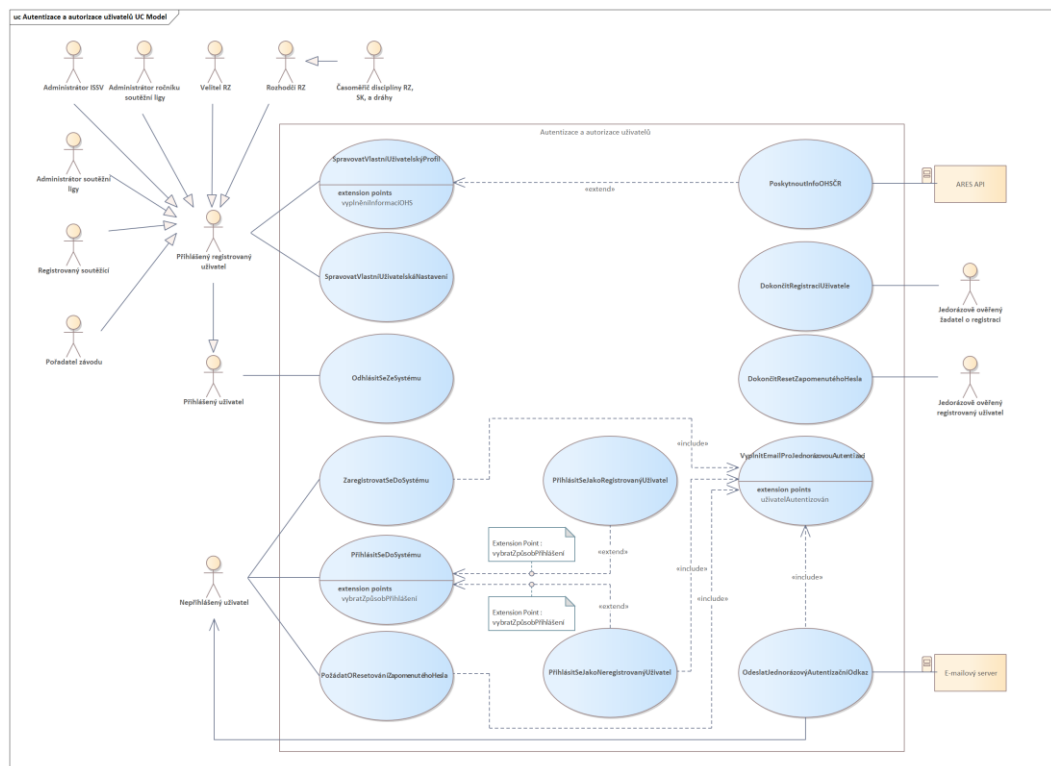 uc Autentizace a autorizace uživatelů UC Model
Administrátor ISSV
Administrátor ročníku
soutěžní ligy
Velitel RZ
Rozhodčí RZ
Časoměřič disciplíny RZ,
SK, a dráhy
Autentizace a autorizace uživatelů
Administrátor soutěžní
ligy
SpravovatVlastníUživatelskýProfil
extension points
vyplněníInformacíOHS
«extend»
PoskytnoutInfoOHSČR
ARES API
Registrovaný soutěžící
Přihlášený registrovaný
uživatel
SpravovatVlastníUživatelskáNastavení
DokončitRegistraciUživatele
Jedorázově ověřený
žadatel o registraci
Pořadatel závodu
Přihlášený uživatel
OdhlásitSeZeSystému
DokončitResetZapomenutéhoHesla
Jedorázově ověřený
registrovaný uživatel
«include»
ZaregistrovatSeDoSystému
PřihlásitSeJakoRegistrovanýUživatel
VyplnitEmailProJednorázovouAutentizaci
extension points
uživatelAutentizován
Extension Point :
vybratZpůsobPřihlášení
«extend»
PřihlásitSeDoSystému
extension points
vybratZpůsobPřihlášení
«include»
«include»
«include»
Extension Point :
vybratZpůsobPřihlášení
«extend»
Nepřihlášený uživatel
PožádatOResetováníZapomenutéhoHesla
PřihlásitSeJakoNeregistrovanýUživatel
OdeslatJednorázovýAutentizačníOdkaz
E-mailový server